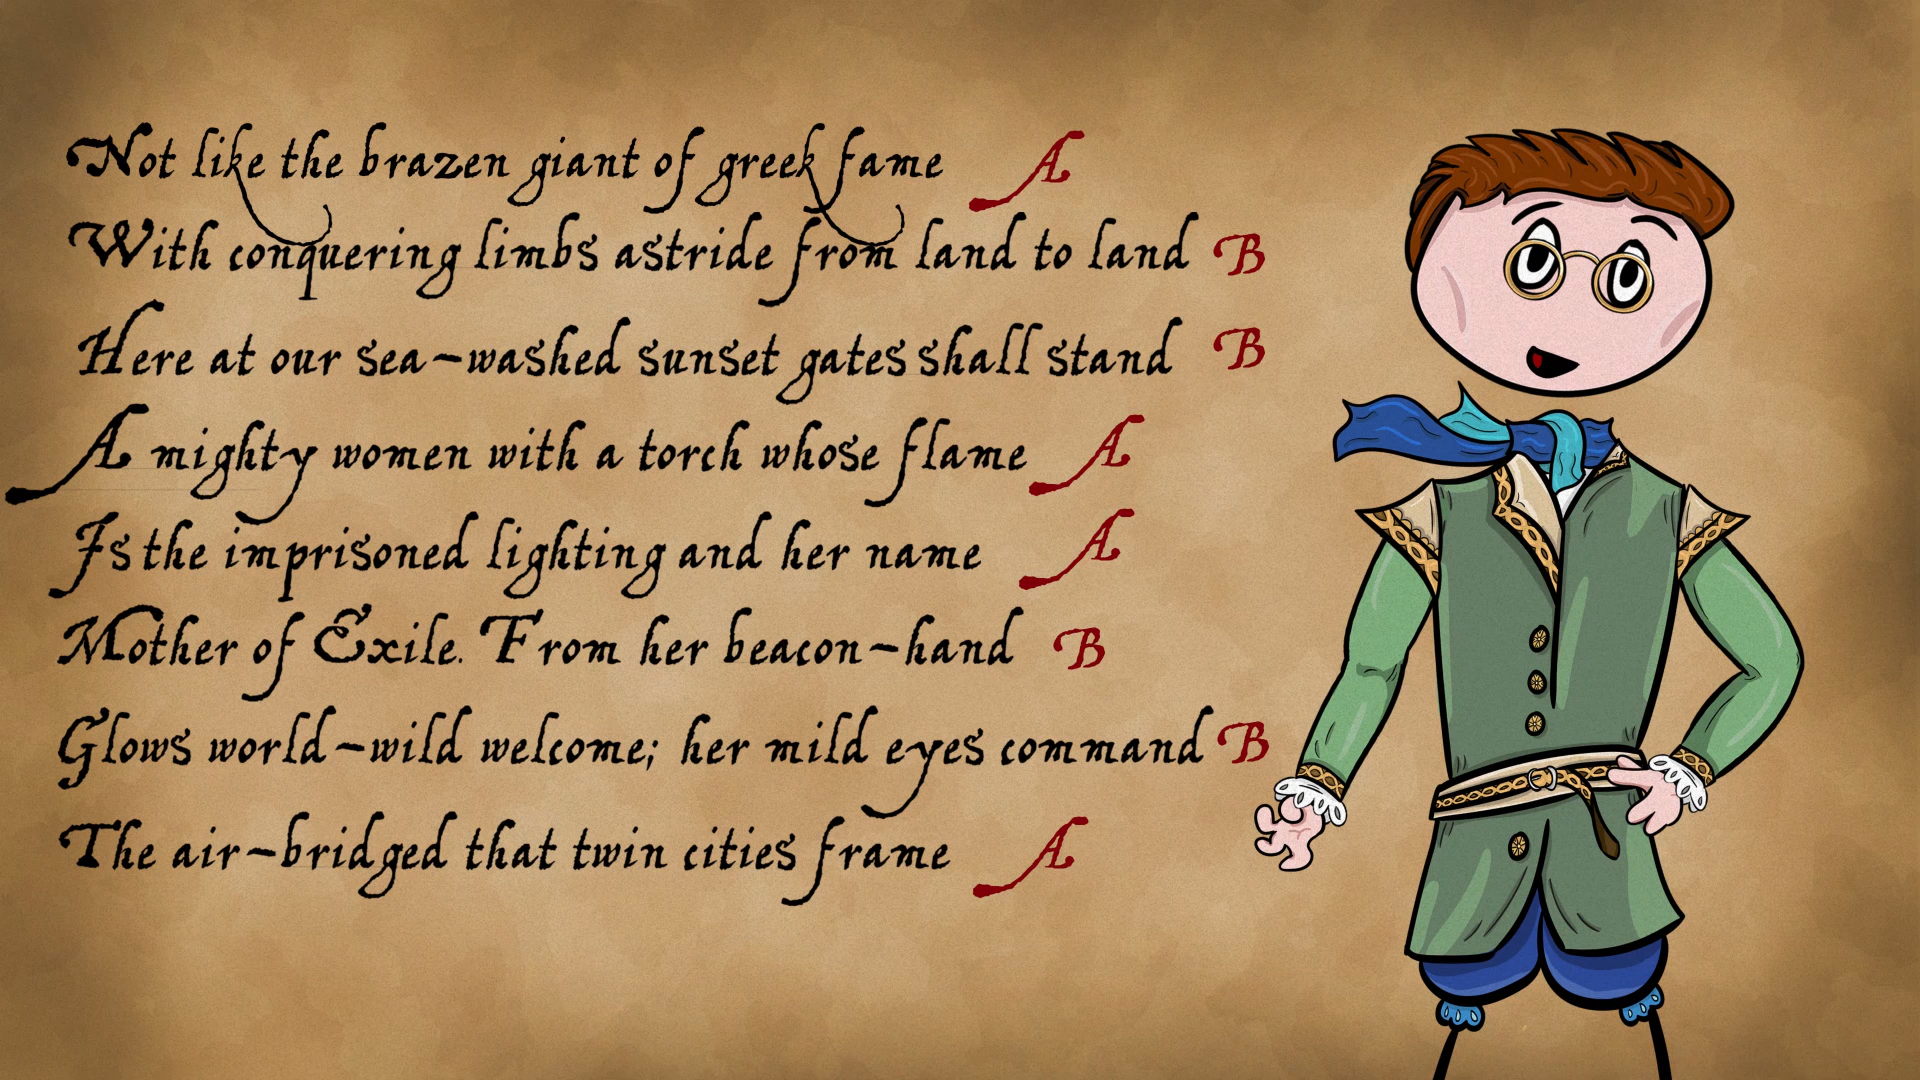 Not like the brazen giant of greek fame A
With conquering limbs astride from land to land B
Here at our sea-washed sunset gates shall stand B
A mighty women with a torch whose flame A
Is the imprisoned lighting and her name A
Mother of Exile. From her beacon-hand B
Glows world-wild welcome; her mild eyes command B
The air-bridged that twin cities frame A